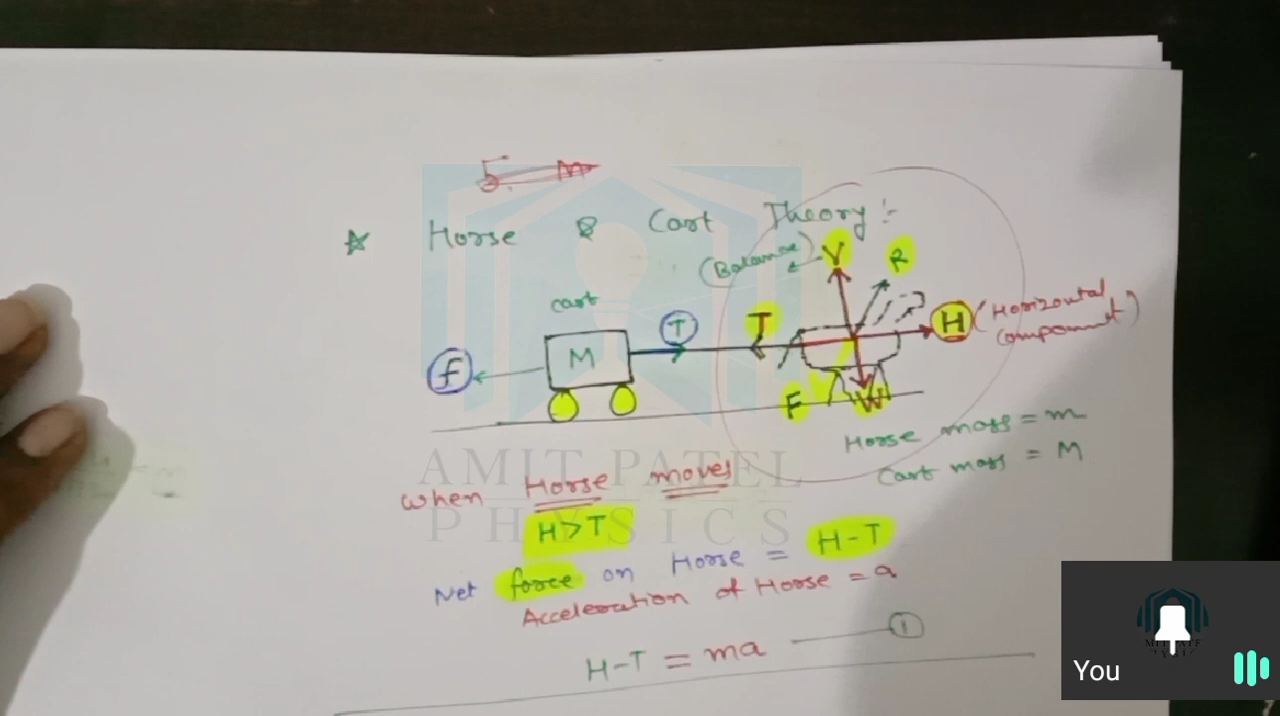 ☆ Horse & Cart Theory :-
(Balance) V R
cart
f M T T H (Horizontal component)
F W
Horse mass = m
Cart mass = M
AMIT PATEL
PHYSICS
When Horse moves
H>T
Net force on Horse = H-T
Acceleration of Horse = a
H-T = ma ①
You